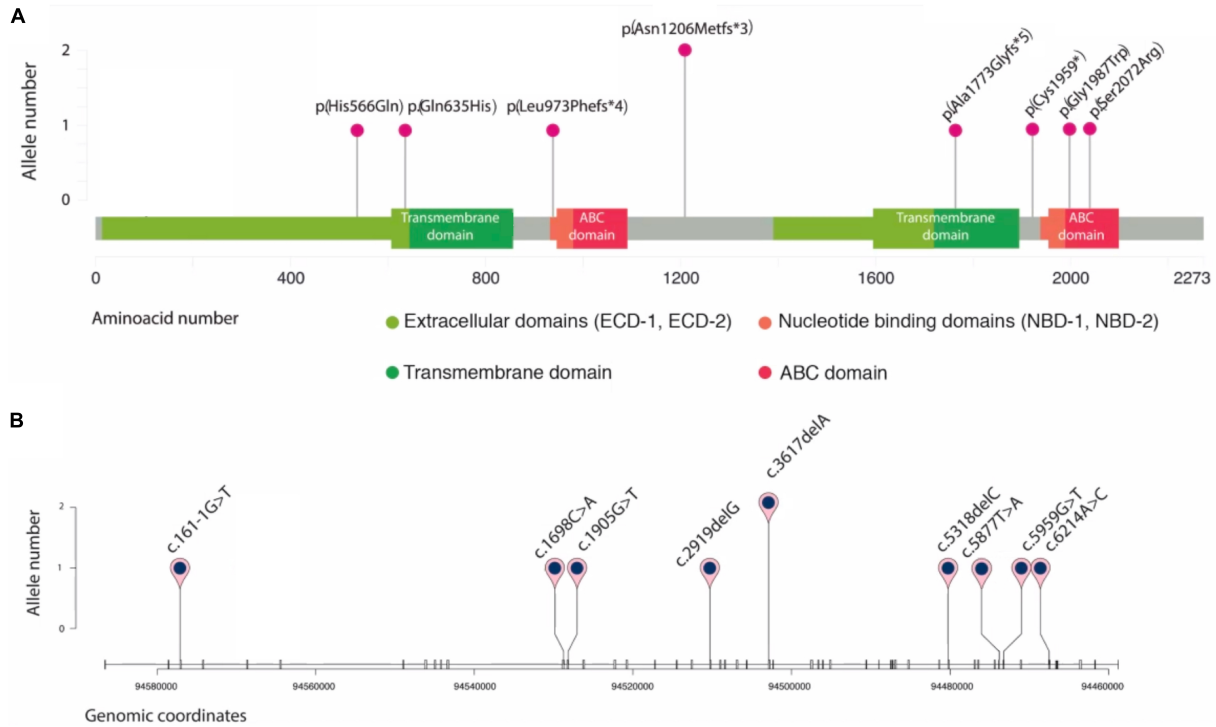 A
Allele number
2
1
0
p(His566Gln)
p.(Gln635His)
p(Leu973Phefs*4)
p.(Asn1206Metfs*3)
p.(Ala1773Glyfs*5)
p.(Cys1959*)
p.(Gly1987Trp)
p.(Ser2072Arg)
Transmembrane
domain
ABC
domain
Transmembrane
domain
ABC
domain
0 400 800 1200 1600 2000 2273
Aminoacid number
Extracellular domains (ECD-1, ECD-2)
Nucleotide binding domains (NBD-1, NBD-2)
Transmembrane domain
ABC domain
B
Allele number
2
1
0
c.161-1G>T
c.1698C>A
c.1905G>T
c.2919delG
c.3617delA
c.5318delC
c.5877T>A
c.5959G>T
c.6214A>C
94580000 94560000 94540000 94520000 94500000 94480000 94460000
Genomic coordinates